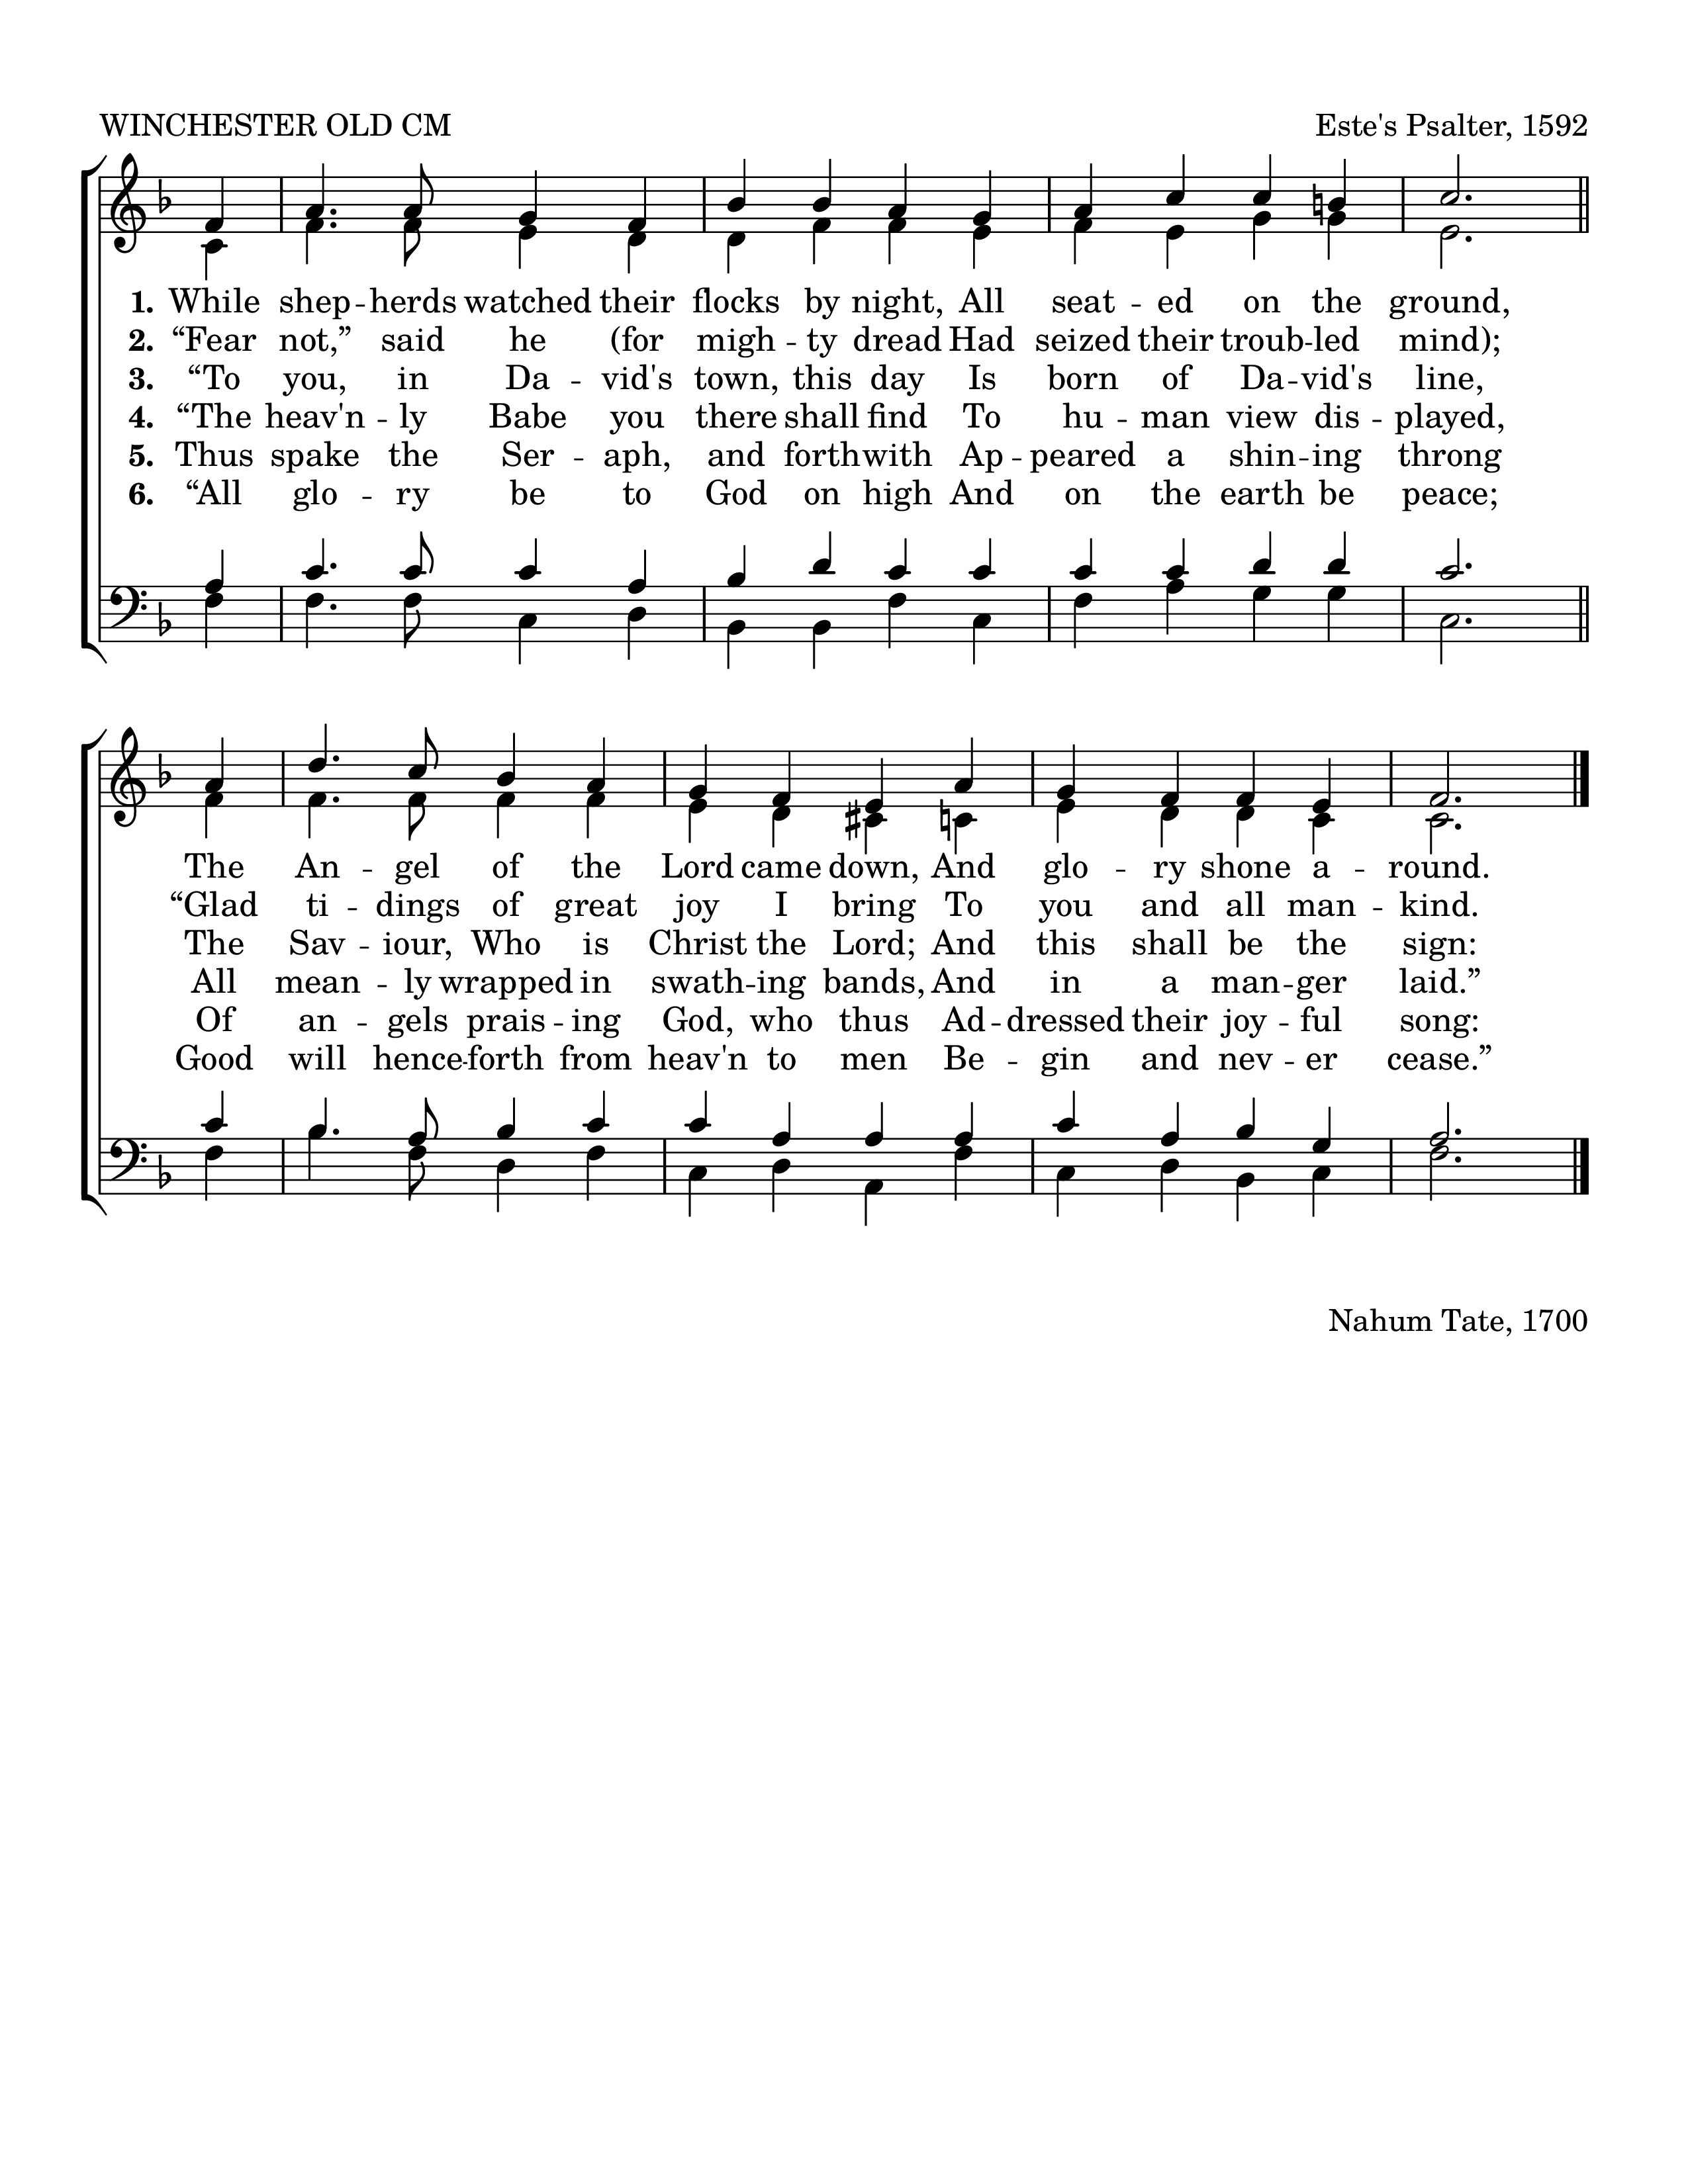 WINCHESTER OLD CM Este's Psalter, 1592
1. While shep -- herds watched their flocks by night, All seat -- ed on the ground,
2. “Fear not,” said he (for migh -- ty dread Had seized their troub -- led mind);
3. “To you, in Da -- vid's town, this day Is born of Da -- vid's line,
4. “The heav'n -- ly Babe you there shall find To hu -- man view dis -- played,
5. Thus spake the Ser -- aph, and forthwith Ap -- peared a shin -- ing throng
6. “All glo -- ry be to God on high And on the earth be peace;
The An -- gel of the Lord came down, And glo -- ry shone a -- round.
“Glad ti -- dings of great joy I bring To you and all man -- kind.
The Sav -- iour, Who is Christ the Lord; And this shall be the sign:
All mean -- ly wrapped in swath -- ing bands, And in a man -- ger laid.”
Of an -- gels prais -- ing God, who thus Ad -- dressed their joy -- ful song:
Good will hence -- forth from heav'n to men Be -- gin and nev -- er cease.”
Nahum Tate, 1700